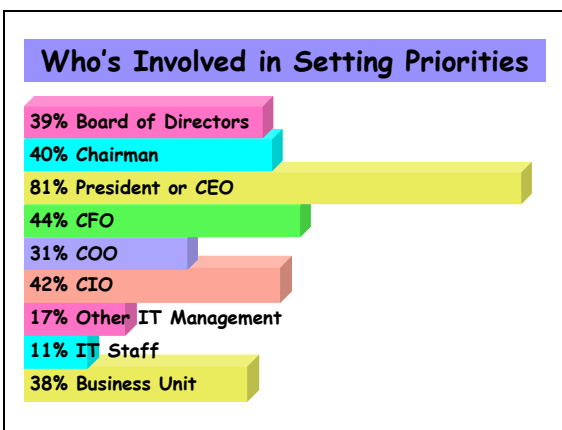 Who's Involved in Setting Priorities
39% Board of Directors
40% Chairman
81% President or CEO
44% CFO
31% COO
42% CIO
17% Other IT Management
11% IT Staff
38% Business Unit